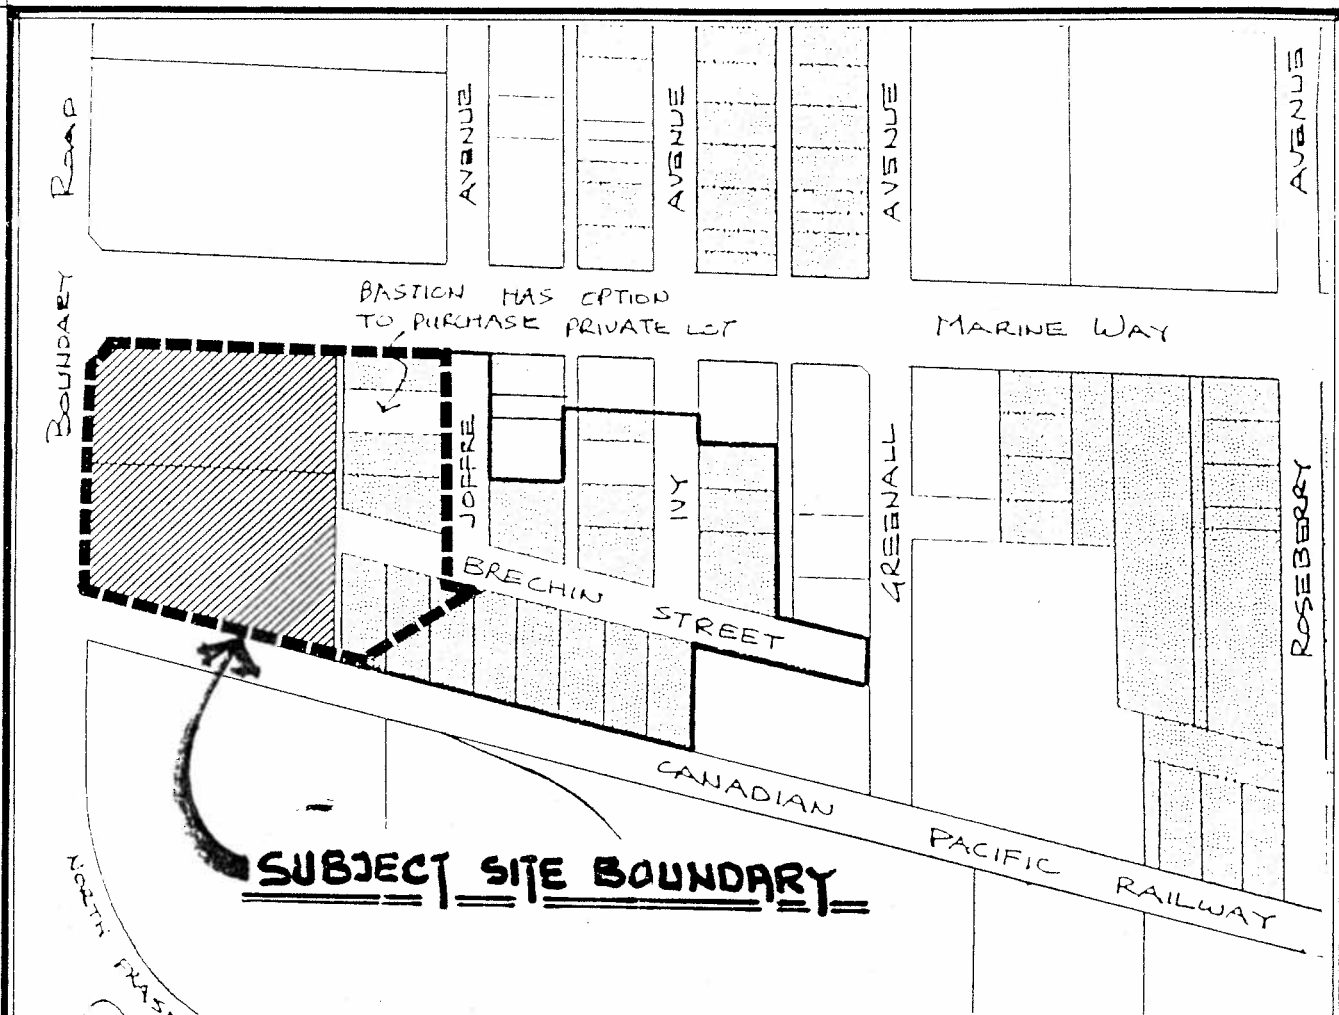 AVENUE
AVENUE
AVENUE
AVENUE
BOUNDARY ROAD
BASTION HAS OPTION
TO PURCHASE PRIVATE LOT
MARINE WAY
JOFFRE
IVY
GREENALL
ROSEBERRY
BRECHIN STREET
CANADIAN PACIFIC RAILWAY
SUBJECT SITE BOUNDARY
NORTH